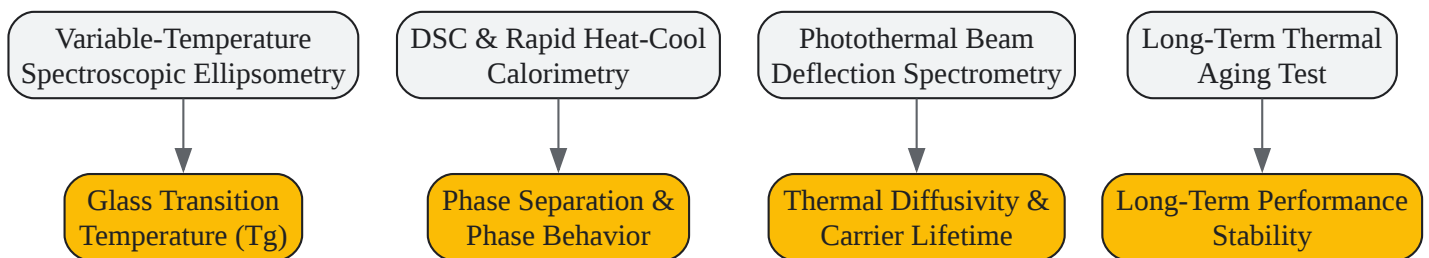 Variable-Temperature
Spectroscopic Ellipsometry
DSC & Rapid Heat-Cool
Calorimetry
Photothermal Beam
Deflection Spectrometry
Long-Term Thermal
Aging Test
Glass Transition
Temperature (Tg)
Phase Separation &
Phase Behavior
Thermal Diffusivity &
Carrier Lifetime
Long-Term Performance
Stability